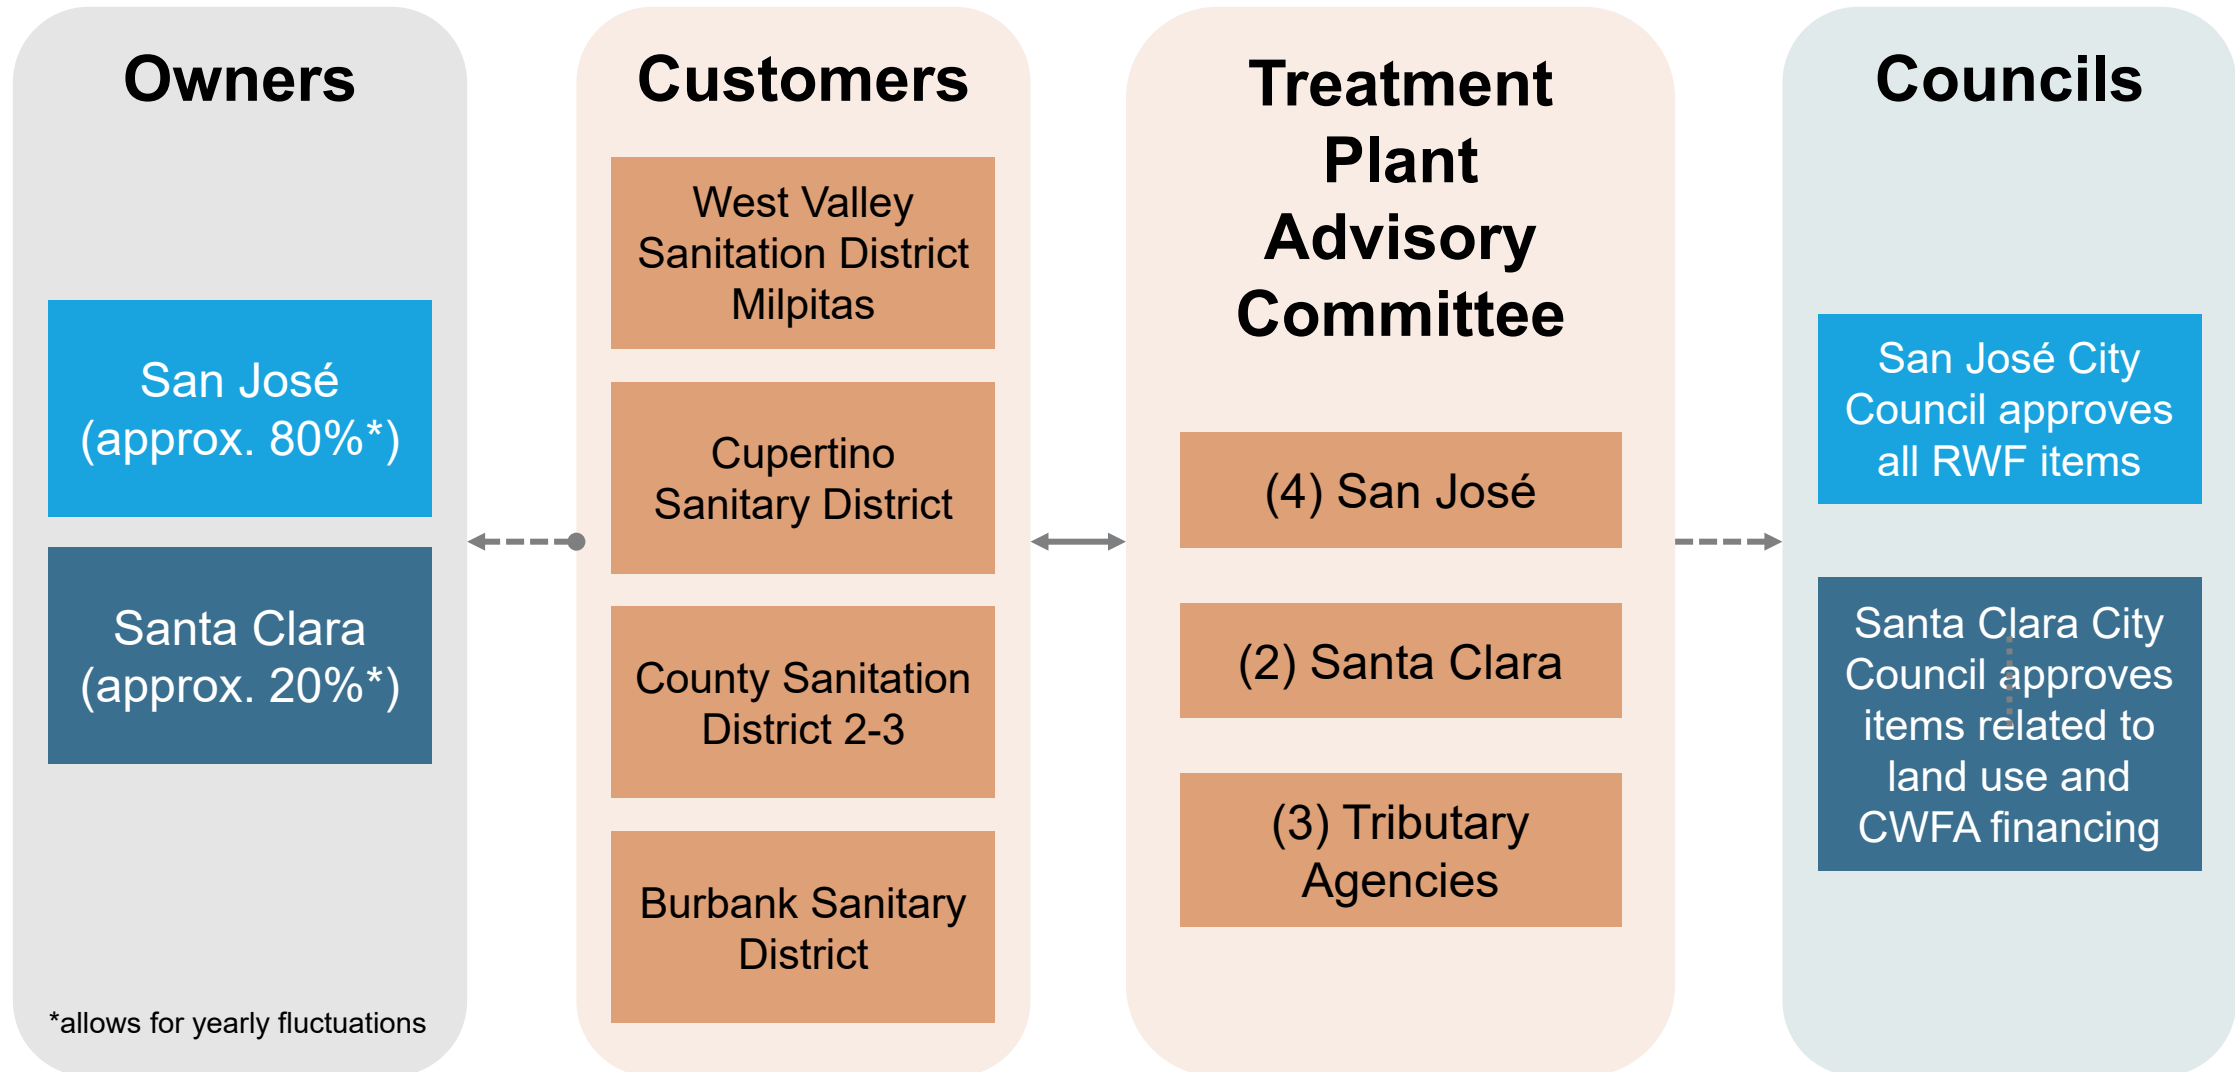 Owners
San José
(approx. 80%*)
Santa Clara
(approx. 20%*)
*allows for yearly fluctuations
Customers
West Valley
Sanitation District
Milpitas
Cupertino
Sanitary District
County Sanitation
District 2-3
Burbank Sanitary
District
Treatment
Plant
Advisory
Committee
(4) San José
(2) Santa Clara
(3) Tributary
Agencies
Councils
San José City
Council approves
all RWF items
Santa Clara City
Council approves
items related to
land use and
CWFA financing